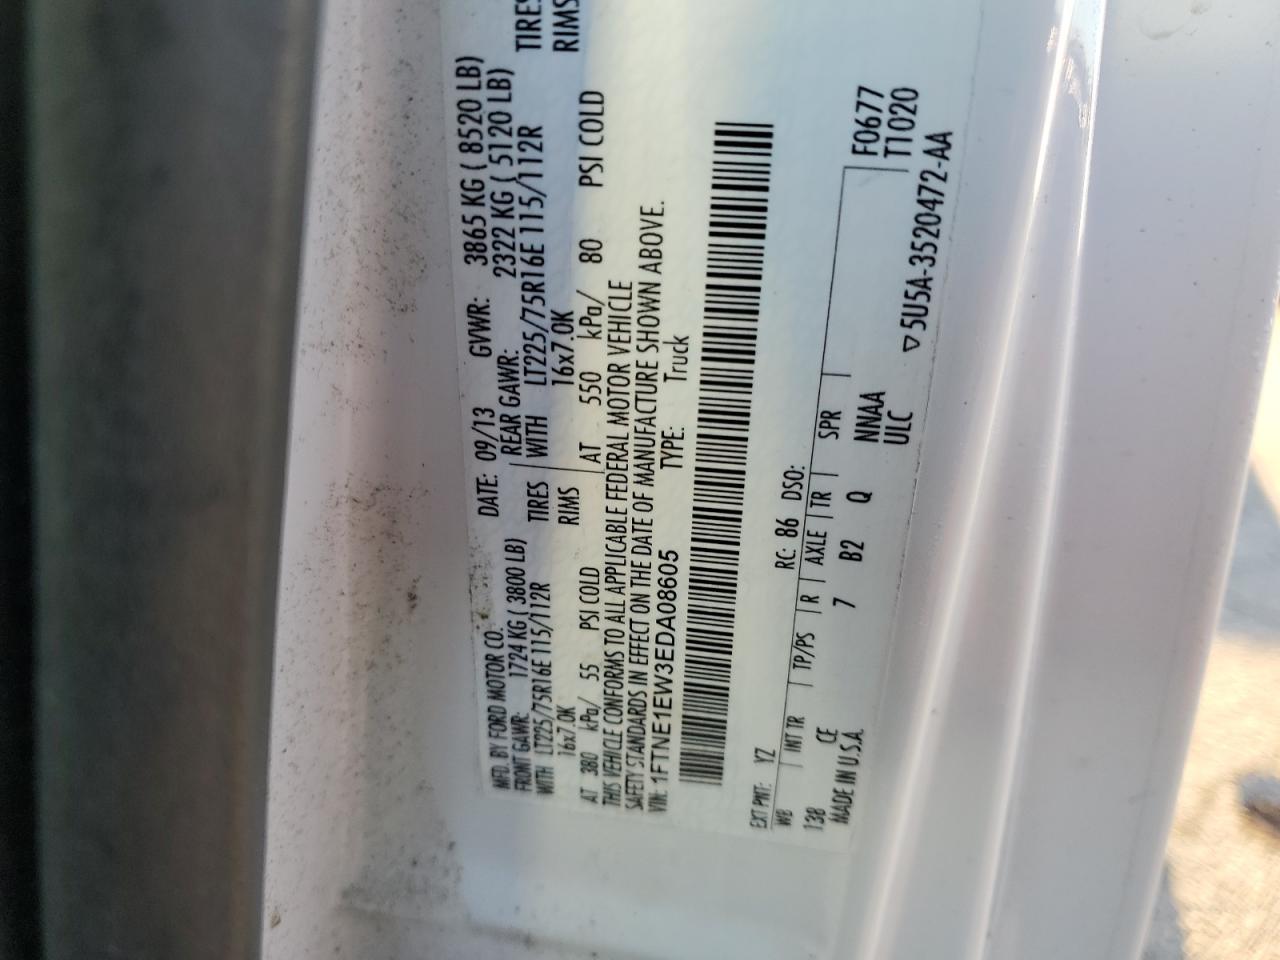 MFD. BY FORD MOTOR CO. DATE: 09/13 GVWR: 3865 KG ( 8520 LB)
FRONT GAWR: 1724 KG ( 3800 LB) REAR GAWR: 2322 KG ( 5120 LB)
WITH LT225/75R16E 115/112R TIRES WITH LT225/75R16E 115/112R TIRES
16x7.0K RIMS 16x7.0K RIMS
AT 380 kPa/ 55 PSI COLD AT 550 kPa/ 80 PSI COLD
THIS VEHICLE CONFORMS TO ALL APPLICABLE FEDERAL MOTOR VEHICLE
SAFETY STANDARDS IN EFFECT ON THE DATE OF MANUFACTURE SHOWN ABOVE.
VIN: 1FTNE1EW3EDA08605 TYPE: Truck
EXT PNT: YZ RC: 86 DSO:
WB INT TR TP/PS R AXLE TR SPR F0677
138 CE 7 B2 Q NNAA T1020
MADE IN U.S.A. ULC ▽5U5A-3520472-AA